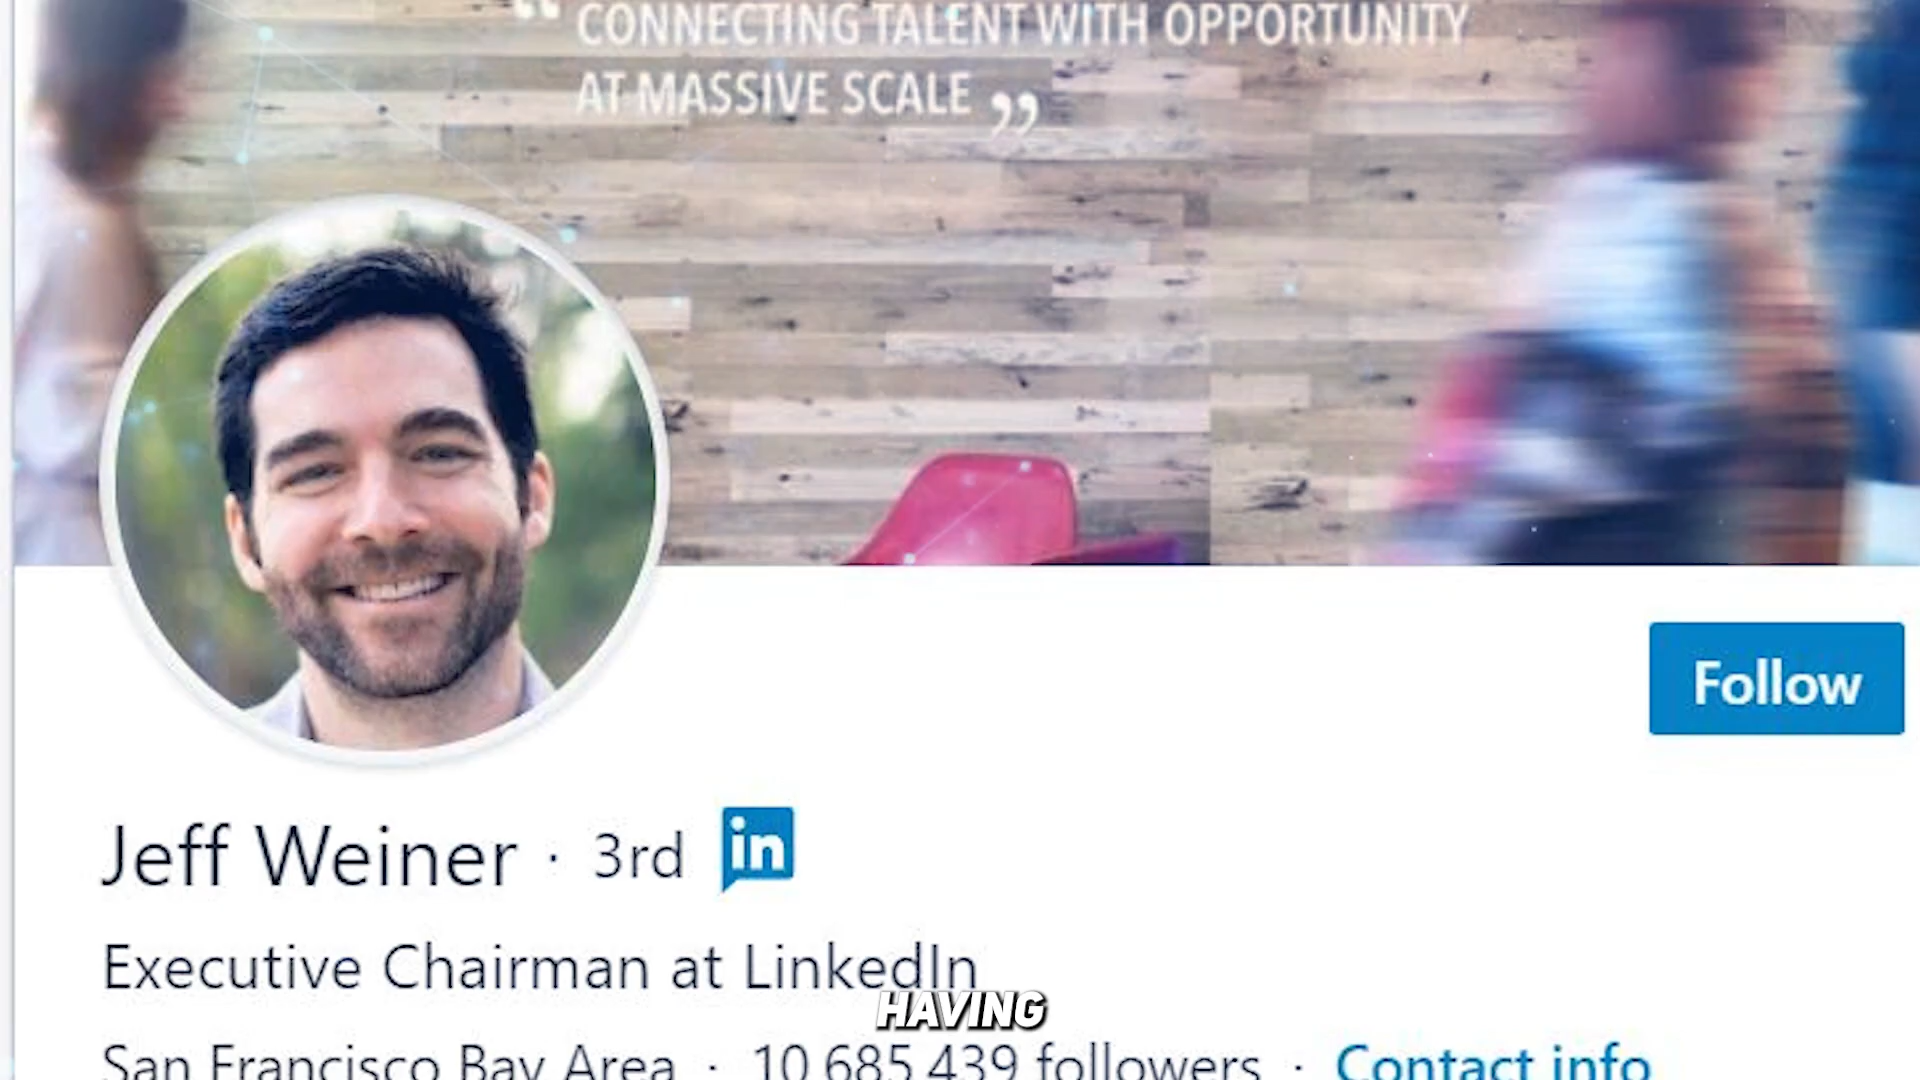 “ CONNECTING TALENT WITH OPPORTUNITY
AT MASSIVE SCALE ”
Follow
Jeff Weiner · 3rd in
Executive Chairman at LinkedIn
HAVING
San Francisco Bay Area · 10 685 439 followers · Contact info